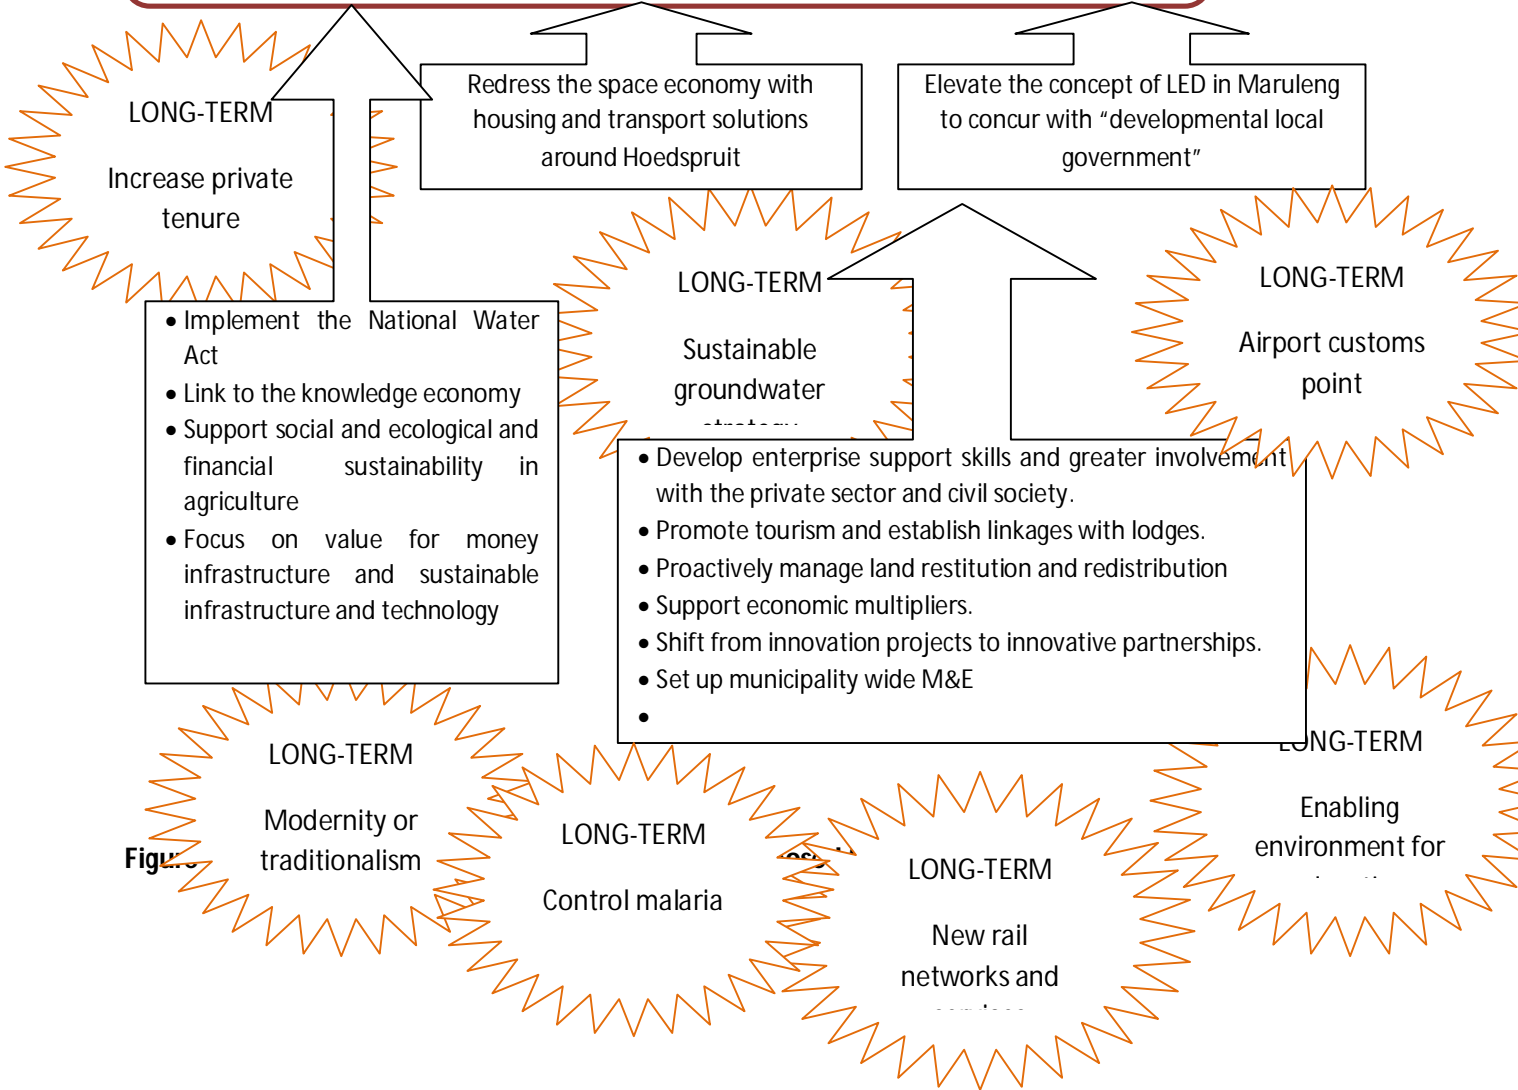 LONG-TERM
Increase private
tenure
Redress the space economy with
housing and transport solutions
around Hoedspruit
Elevate the concept of LED in Maruleng
to concur with “developmental local
government”
LONG-TERM
Sustainable
groundwater
strategy
LONG-TERM
Airport customs
point
• Implement the National Water
Act
• Link to the knowledge economy
• Support social and ecological and
financial sustainability in
agriculture
• Focus on value for money
infrastructure and sustainable
infrastructure and technology
• Develop enterprise support skills and greater involvement
with the private sector and civil society.
• Promote tourism and establish linkages with lodges.
• Proactively manage land restitution and redistribution
• Support economic multipliers.
• Shift from innovation projects to innovative partnerships.
• Set up municipality wide M&E
•
LONG-TERM
Modernity or
traditionalism
LONG-TERM
Control malaria
LONG-TERM
New rail
networks and
services
LONG-TERM
Enabling
environment for
Figure